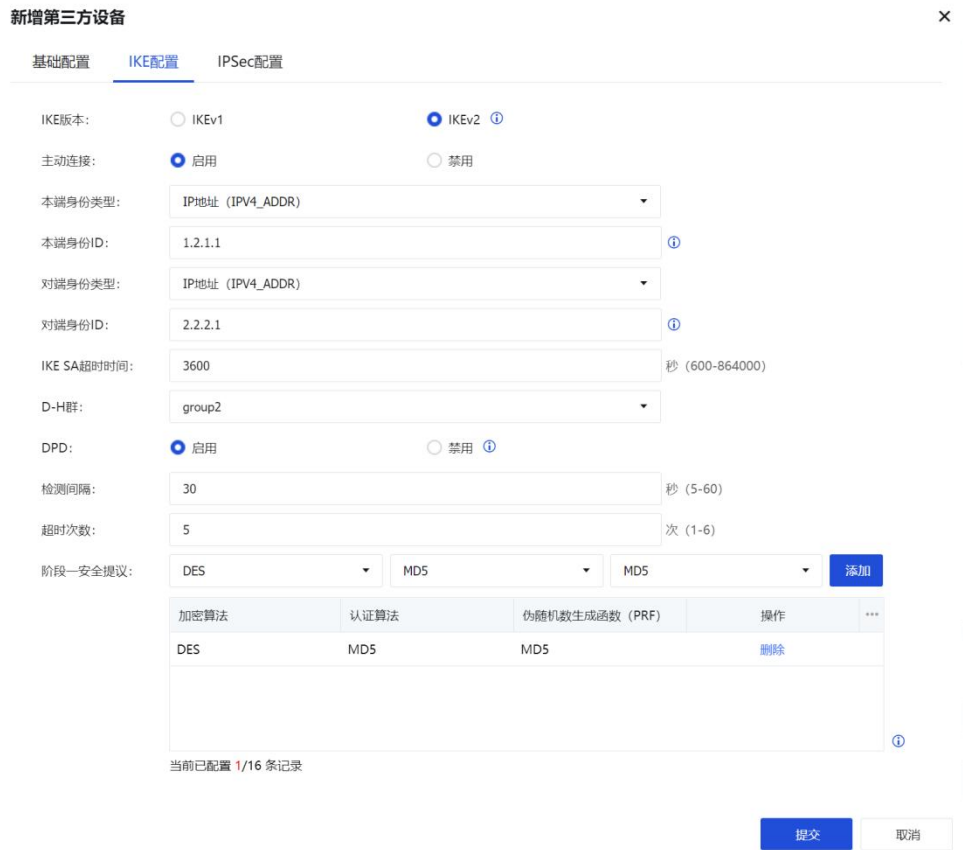 新增第三方设备
基础配置 IKE配置 IPSec配置
IKE版本: IKEv1 IKEv2
主动连接: 启用 禁用
本端身份类型: IP地址（IPV4_ADDR）
本端身份ID: 1.2.1.1
对端身份类型: IP地址（IPV4_ADDR）
对端身份ID: 2.2.2.1
IKE SA超时时间: 3600 秒（600-864000）
D-H群: group2
DPD: 启用 禁用
检测间隔: 30 秒（5-60）
超时次数: 5 次（1-6）
阶段一安全提议: DES MD5 MD5 添加
加密算法 认证算法 伪随机数生成函数（PRF） 操作
DES MD5 MD5 删除
当前已配置 1/16 条记录
提交 取消